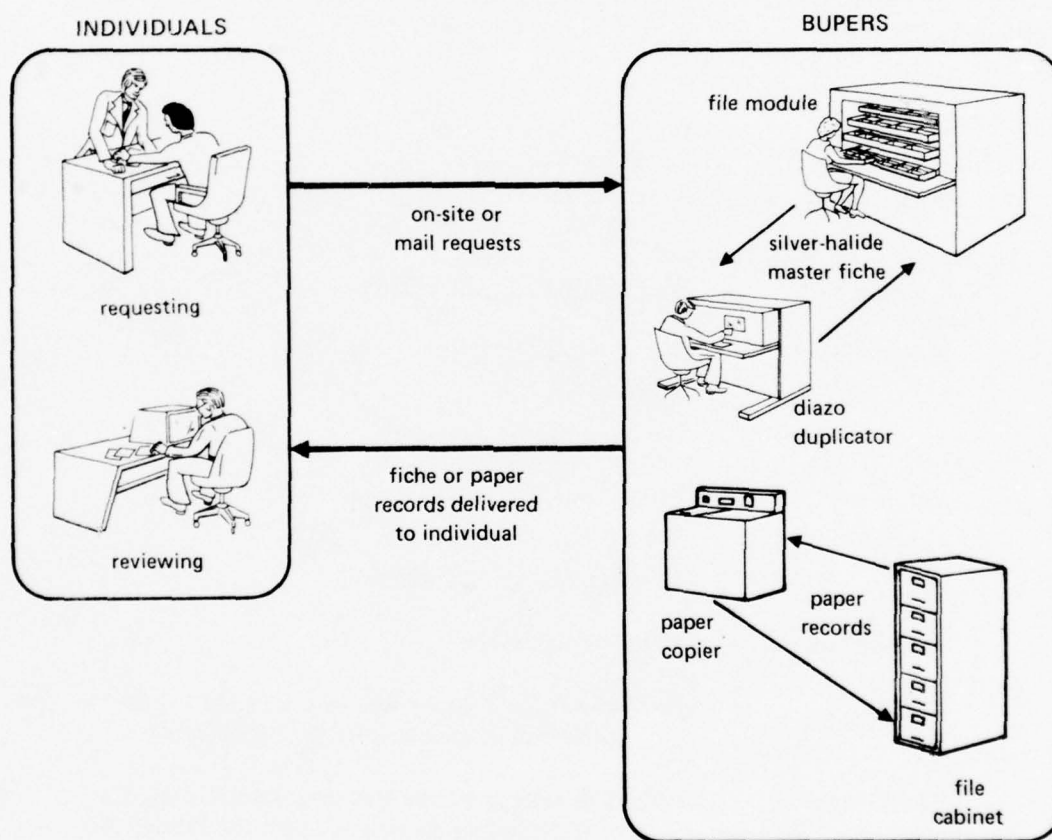 INDIVIDUALS
requesting
reviewing
on-site or
mail requests
fiche or paper
records delivered
to individual
BUPERS
file module
silver-halide
master fiche
diazo
duplicator
paper
copier
paper
records
file
cabinet